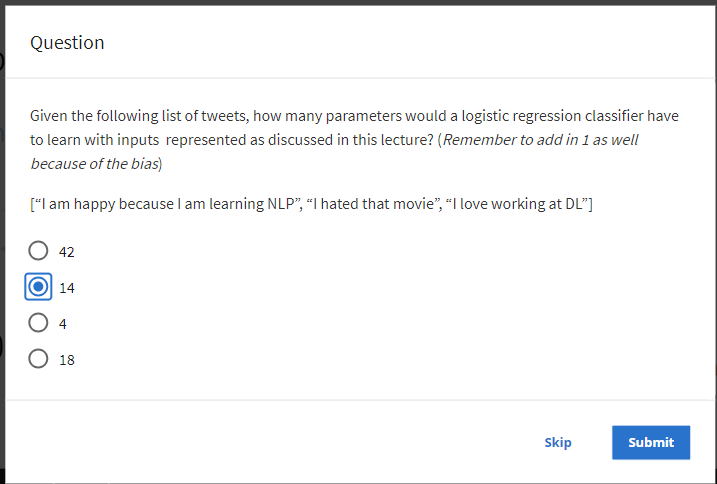 Question
Given the following list of tweets, how many parameters would a logistic regression classifier have
to learn with inputs  represented as discussed in this lecture? (Remember to add in 1 as well
because of the bias)
[“I am happy because I am learning NLP”, “I hated that movie”, “I love working at DL”]
42
14
4
18
Skip
Submit